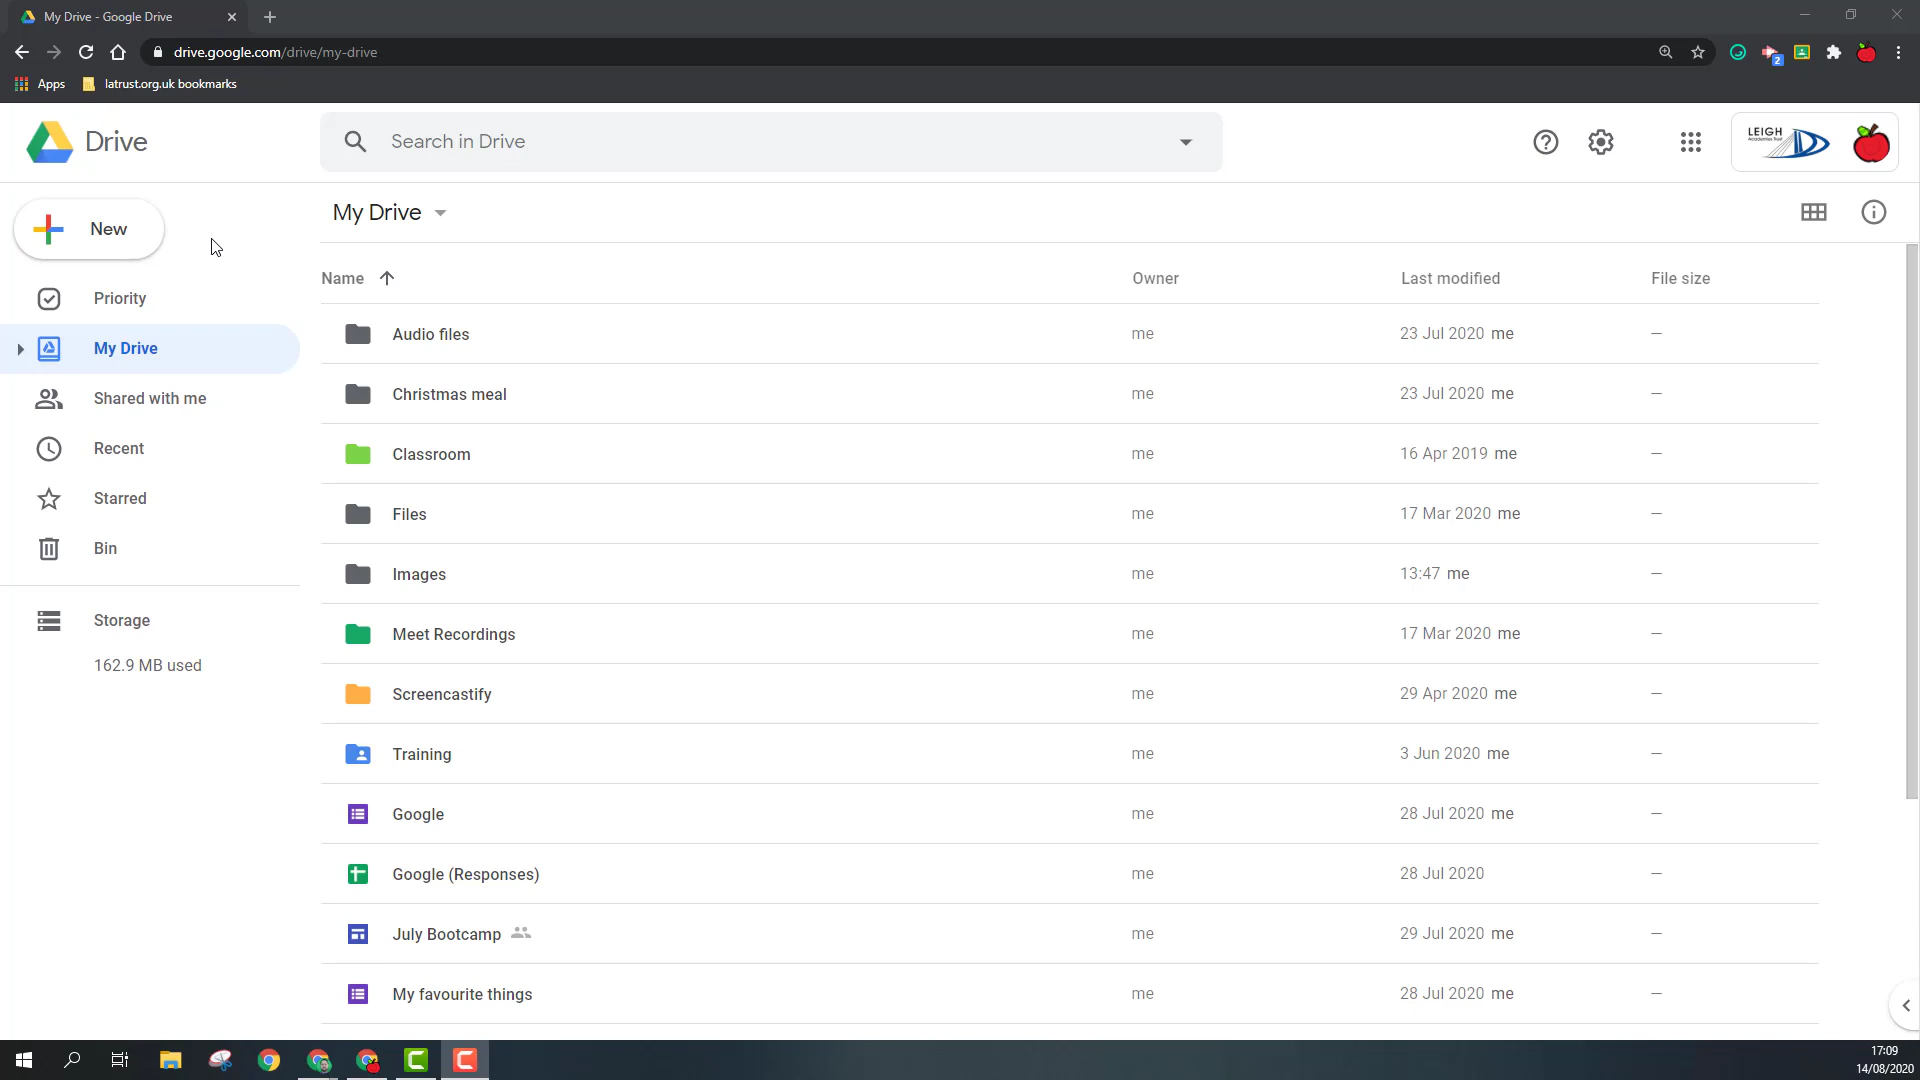 My Drive - Google Drive
drive.google.com/drive/my-drive
2
Apps
latrust.org.uk bookmarks
Drive
Search in Drive
LEIGH
New
My Drive
Priority
My Drive
Shared with me
Recent
Starred
Bin
Storage
162.9 MB used
Name Owner Last modified File size
Audio files me 23 Jul 2020 me —
Christmas meal me 23 Jul 2020 me —
Classroom me 16 Apr 2019 me —
Files me 17 Mar 2020 me —
Images me 13:47 me —
Meet Recordings me 17 Mar 2020 me —
Screencastify me 29 Apr 2020 me —
Training me 3 Jun 2020 me —
Google me 28 Jul 2020 me —
Google (Responses) me 28 Jul 2020 —
July Bootcamp me 29 Jul 2020 me —
My favourite things me 28 Jul 2020 me —
17:09
14/08/2020